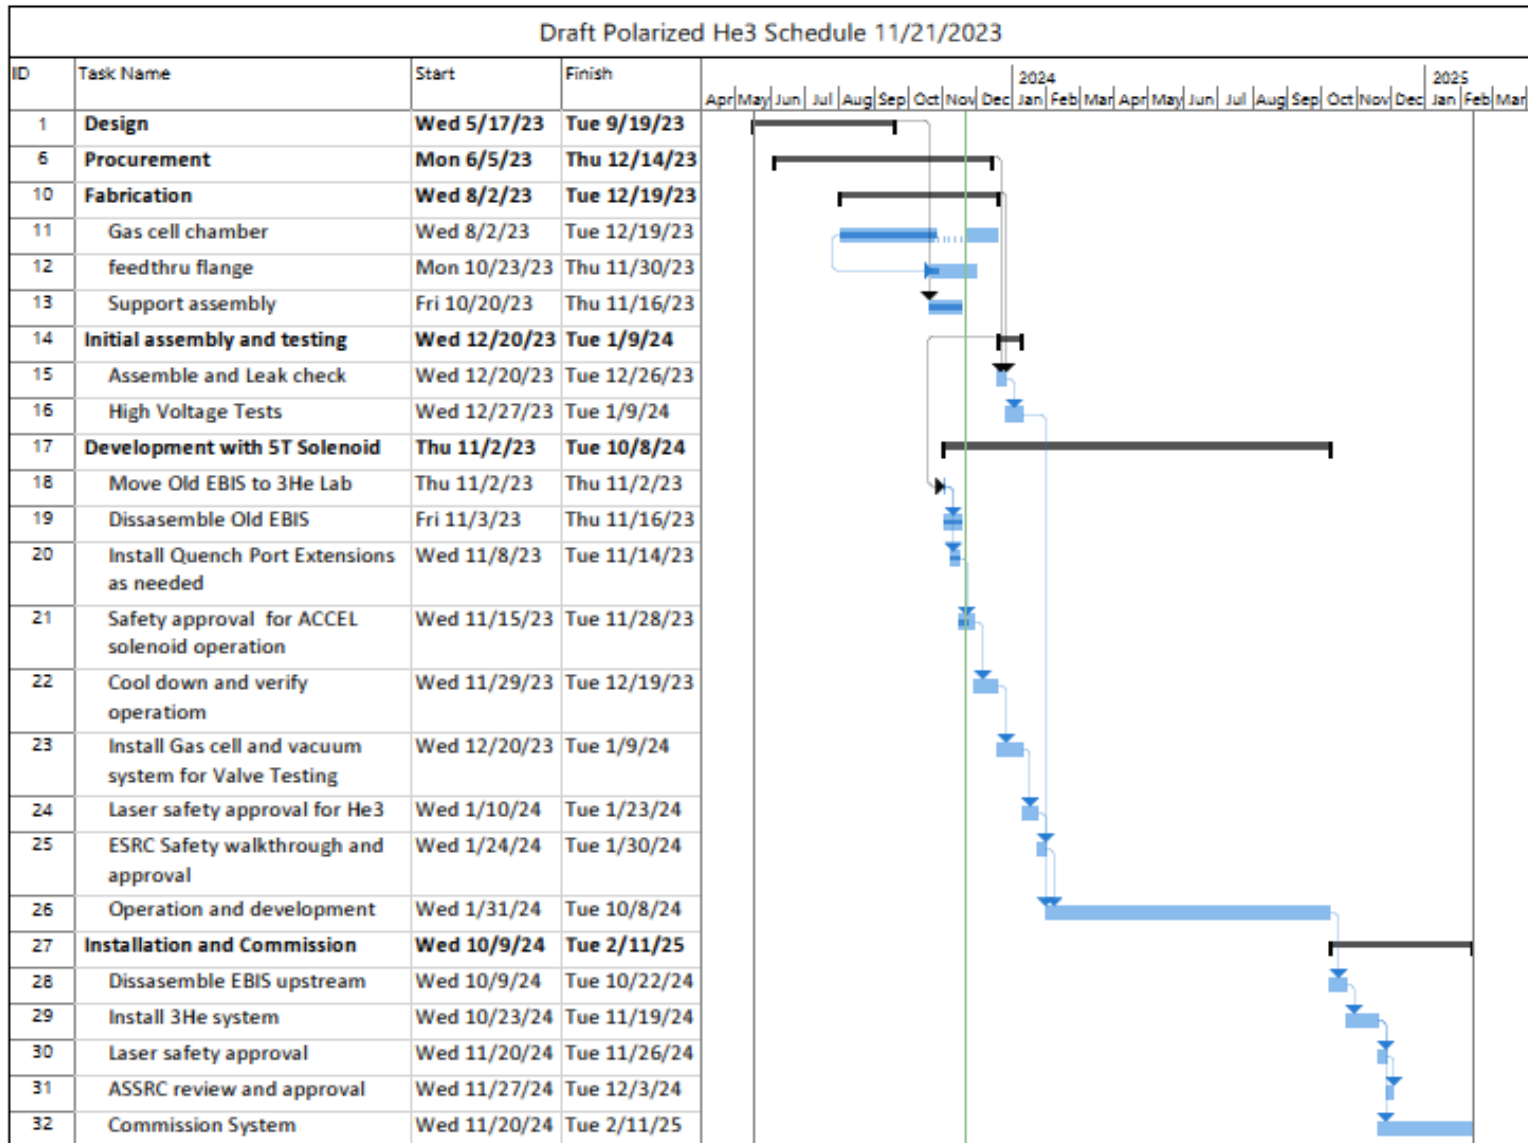 Draft Polarized He3 Schedule 11/21/2023
ID Task Name Start Finish
2024 2025
Apr May Jun Jul Aug Sep Oct Nov Dec Jan Feb Mar Apr May Jun Jul Aug Sep Oct Nov Dec Jan Feb Mar
1 Design Wed 5/17/23 Tue 9/19/23
6 Procurement Mon 6/5/23 Thu 12/14/23
10 Fabrication Wed 8/2/23 Tue 12/19/23
11 Gas cell chamber Wed 8/2/23 Tue 12/19/23
12 feedthru flange Mon 10/23/23 Thu 11/30/23
13 Support assembly Fri 10/20/23 Thu 11/16/23
14 Initial assembly and testing Wed 12/20/23 Tue 1/9/24
15 Assemble and Leak check Wed 12/20/23 Tue 12/26/23
16 High Voltage Tests Wed 12/27/23 Tue 1/9/24
17 Development with 5T Solenoid Thu 11/2/23 Tue 10/8/24
18 Move Old EBIS to 3He Lab Thu 11/2/23 Thu 11/2/23
19 Dissasemble Old EBIS Fri 11/3/23 Thu 11/16/23
20 Install Quench Port Extensions Wed 11/8/23 Tue 11/14/23
as needed
21 Safety approval for ACCEL Wed 11/15/23 Tue 11/28/23
solenoid operation
22 Cool down and verify Wed 11/29/23 Tue 12/19/23
operatiom
23 Install Gas cell and vacuum Wed 12/20/23 Tue 1/9/24
system for Valve Testing
24 Laser safety approval for He3 Wed 1/10/24 Tue 1/23/24
25 ESRC Safety walkthrough and Wed 1/24/24 Tue 1/30/24
approval
26 Operation and development Wed 1/31/24 Tue 10/8/24
27 Installation and Commission Wed 10/9/24 Tue 2/11/25
28 Dissasemble EBIS upstream Wed 10/9/24 Tue 10/22/24
29 Install 3He system Wed 10/23/24 Tue 11/19/24
30 Laser safety approval Wed 11/20/24 Tue 11/26/24
31 ASSRC review and approval Wed 11/27/24 Tue 12/3/24
32 Commission System Wed 11/20/24 Tue 2/11/25